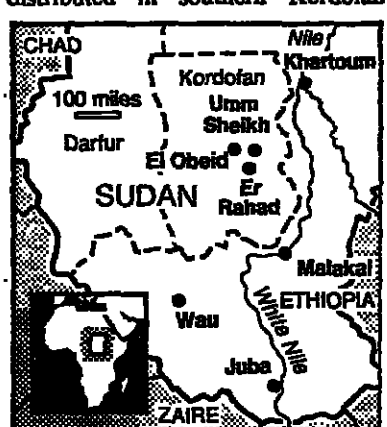 distributed in southern Kordofan
CHAD
Nile
Khartoum
Kordofan
100 miles
Umm
Sheikh
Darfur
El Obeid
Er
Rahad
SUDAN
Malakal
ETHIOPIA
White Nile
Wau
Juba
ZAIRE